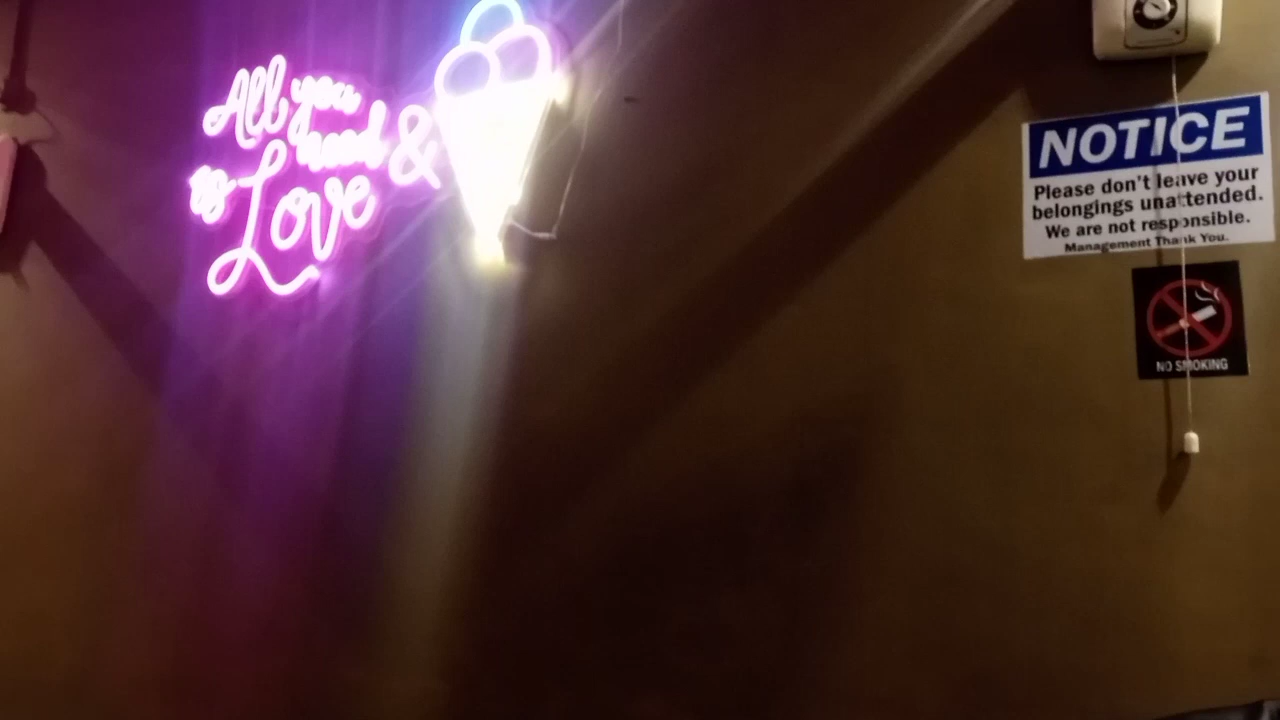 All you
need &
is
Love
NOTICE
Please don't leave your
belongings unattended.
We are not responsible.
Management Thank You.
NO SMOKING